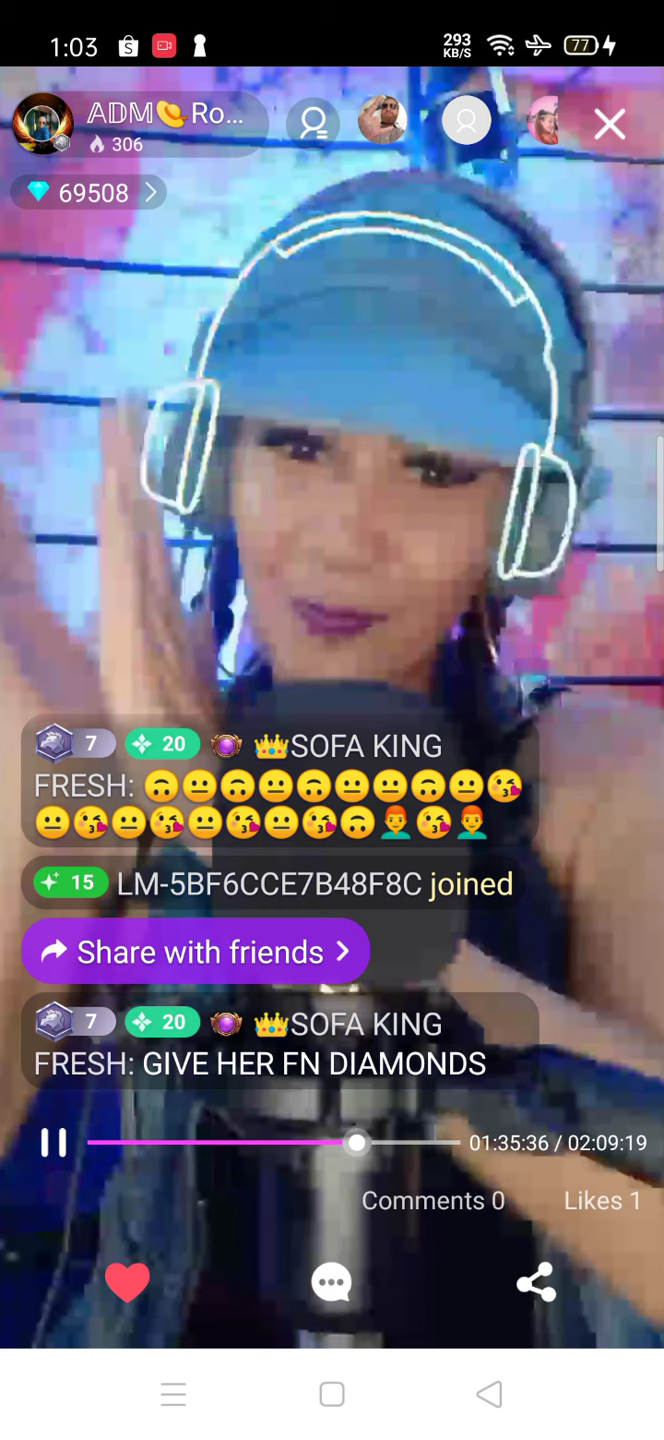 1:03
293
KB/S
77
𝔸𝔻𝕄👒Ro...
306
69508
7 20 👑SOFA KING
FRESH: 🙃😐🙃😐🙃😐😐🙃😐😘
😐😘😐😘😐😘😐😘🙃🤦‍♂️😘🤦‍♂️
15 LM-5BF6CCE7B48F8C joined
Share with friends
7 20 👑SOFA KING
FRESH: GIVE HER FN DIAMONDS
01:35:36 / 02:09:19
Comments 0 Likes 1